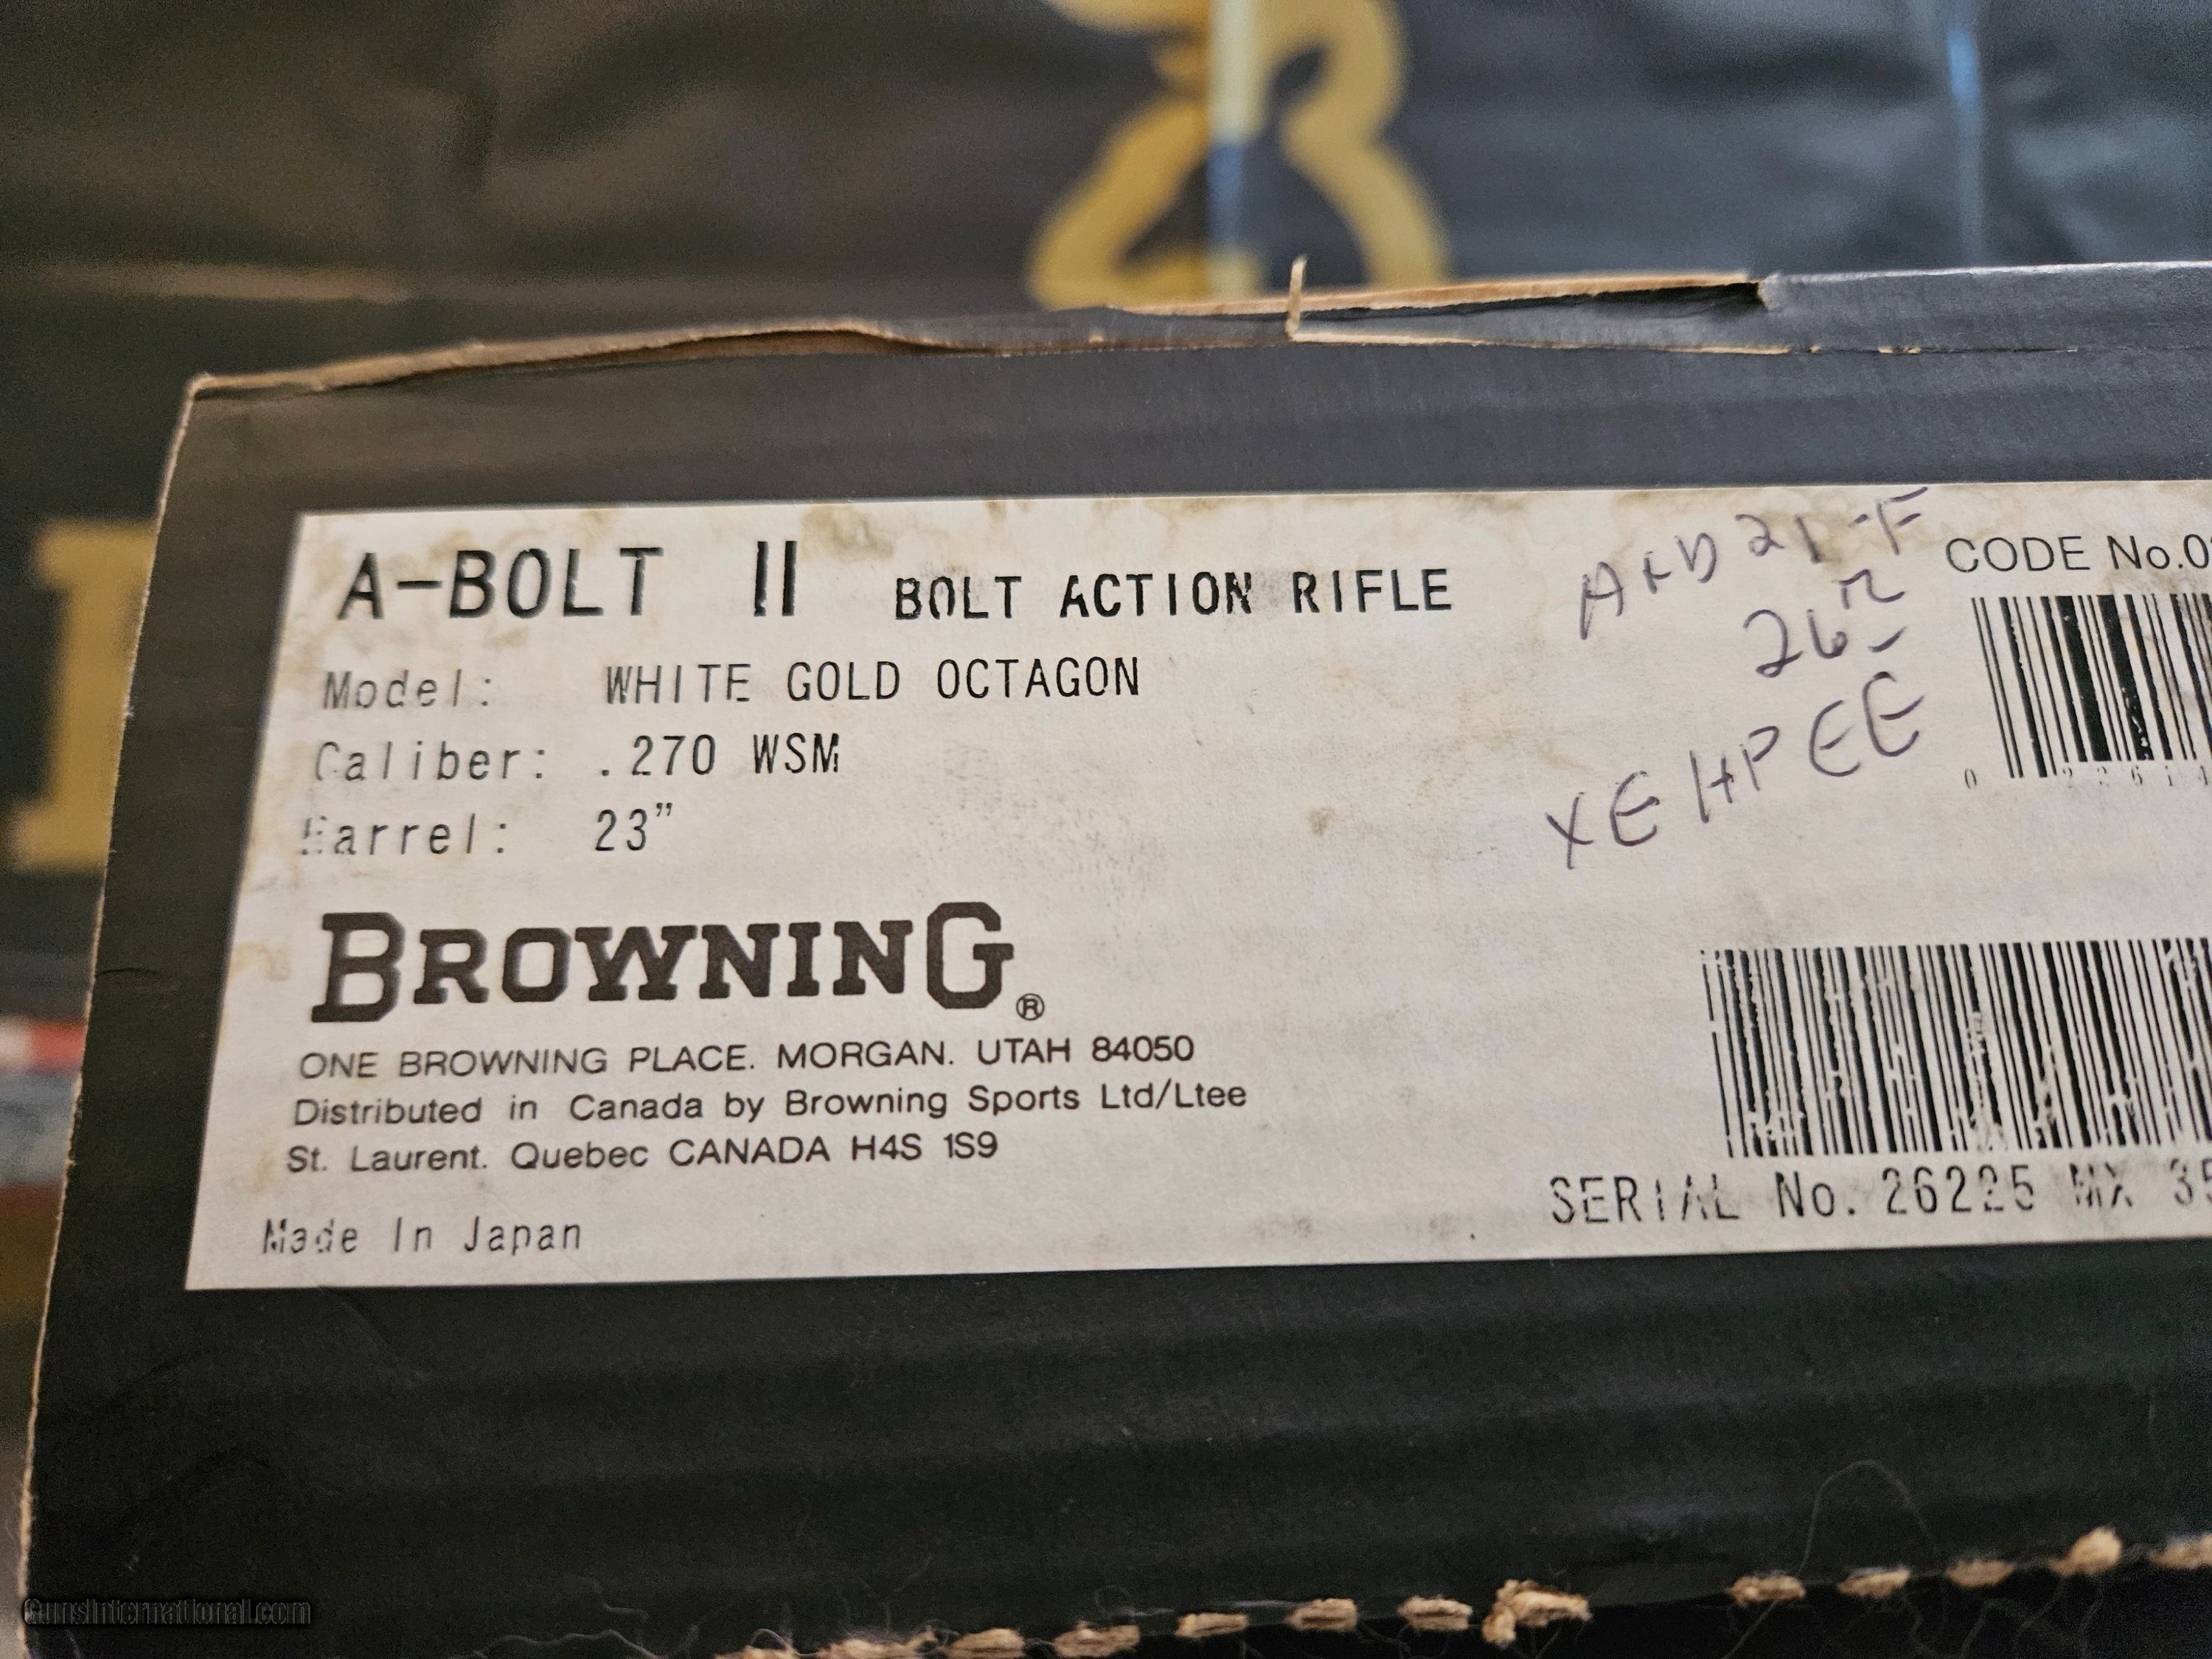 A-BOLT II BOLT ACTION RIFLE
Model: WHITE GOLD OCTAGON
Caliber: .270 WSM
Barrel: 23"
BROWNING®
ONE BROWNING PLACE. MORGAN. UTAH 84050
Distributed in Canada by Browning Sports Ltd/Ltee
St. Laurent. Quebec CANADA H4S 1S9
Made In Japan
XEHPEE
CODE No.0
SERIAL No. 26225 MX 35
GunsInternational.com